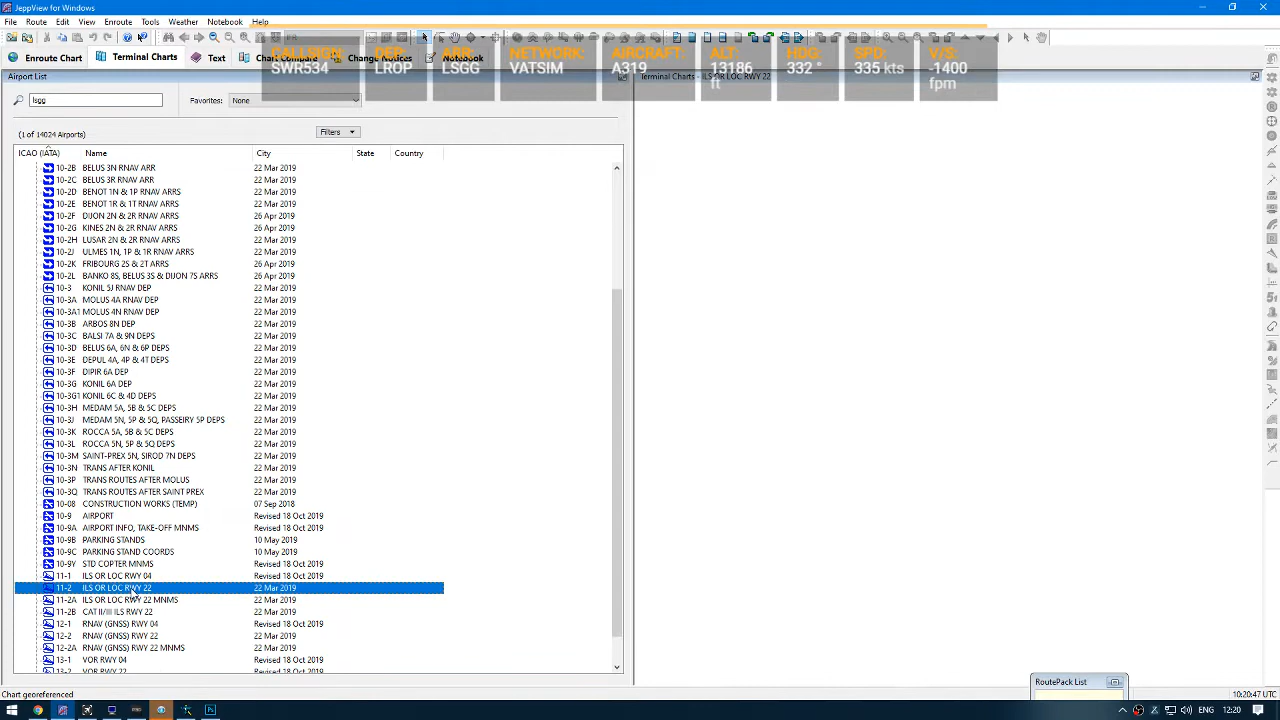 JeppView for Windows
File Route Edit View Enroute Terminal Tools Weather Notebook Help
Enroute Chart Terminal Charts Text Chart Compare Change Notices Notebook
CALLSIGN: DEP: ARR: NETWORK: AIRCRAFT: ALT: HDG: SPD: V/S:
SWR534 LROP LSGG VATSIM A319 13186 ft 332 ° 335 kts -1400 fpm
Airport List
Terminal Charts - ILS OR LOC RWY 22
lsgg Favorites: None
(1 of 14024 Airports) Filters
ICAO (IATA) Name City State Country
10-2B BELUS 3N RNAV ARR 22 Mar 2019
10-2C BELUS 3R RNAV ARR 22 Mar 2019
10-2D BENOT 1N & 1P RNAV ARRS 22 Mar 2019
10-2E BENOT 1R & 1T RNAV ARRS 22 Mar 2019
10-2F DIJON 2N & 2R RNAV ARRS 26 Apr 2019
10-2G KINES 2N & 2R RNAV ARRS 26 Apr 2019
10-2H LUSAR 2N & 2R RNAV ARRS 22 Mar 2019
10-2J ULMES 1N, 1P & 1R RNAV ARRS 22 Mar 2019
10-2K FRIBOURG 2S & 2T ARRS 26 Apr 2019
10-2L BANKO 8S, BELUS 3S & DIJON 7S ARRS 26 Apr 2019
10-3 KONIL 5J RNAV DEP 22 Mar 2019
10-3A MOLUS 4A RNAV DEP 22 Mar 2019
10-3A1 MOLUS 4N RNAV DEP 22 Mar 2019
10-3B ARBOS 8N DEP 22 Mar 2019
10-3C BALSI 7A & 9N DEPS 22 Mar 2019
10-3D BELUS 6A, 6N & 6P DEPS 22 Mar 2019
10-3E DEPUL 4A, 4P & 4T DEPS 22 Mar 2019
10-3F DIPIR 6A DEP 22 Mar 2019
10-3G KONIL 6A DEP 22 Mar 2019
10-3G1 KONIL 6C & 4D DEPS 22 Mar 2019
10-3H MEDAM 5A, 5B & 5C DEPS 22 Mar 2019
10-3J MEDAM 5N, 5P & 5Q, PASSEIRY 5P DEPS 22 Mar 2019
10-3K ROCCA 5A, 5B & 5C DEPS 22 Mar 2019
10-3L ROCCA 5N, 5P & 5Q DEPS 22 Mar 2019
10-3M SAINT-PREX 5N, SIROD 7N DEPS 22 Mar 2019
10-3N TRANS AFTER KONIL 22 Mar 2019
10-3P TRANS ROUTES AFTER MOLUS 22 Mar 2019
10-3Q TRANS ROUTES AFTER SAINT PREX 22 Mar 2019
10-08 CONSTRUCTION WORKS (TEMP) 07 Sep 2018
10-9 AIRPORT Revised 18 Oct 2019
10-9A AIRPORT INFO, TAKE-OFF MNMS Revised 18 Oct 2019
10-9B PARKING STANDS 10 May 2019
10-9C PARKING STAND COORDS 10 May 2019
10-9Y STD COPTER MNMS Revised 18 Oct 2019
11-1 ILS OR LOC RWY 04 Revised 18 Oct 2019
11-2 ILS OR LOC RWY 22 22 Mar 2019
11-2A ILS OR LOC RWY 22 MNMS 22 Mar 2019
11-2B CAT II/III ILS RWY 22 22 Mar 2019
12-1 RNAV (GNSS) RWY 04 Revised 18 Oct 2019
12-2 RNAV (GNSS) RWY 22 22 Mar 2019
12-2A RNAV (GNSS) RWY 22 MNMS 22 Mar 2019
13-1 VOR RWY 04 Revised 18 Oct 2019
13-2 VOR RWY 22 Revised 18 Oct 2019
RoutePack List
Chart georeferenced 10:20:47 UTC
ENG 12:20